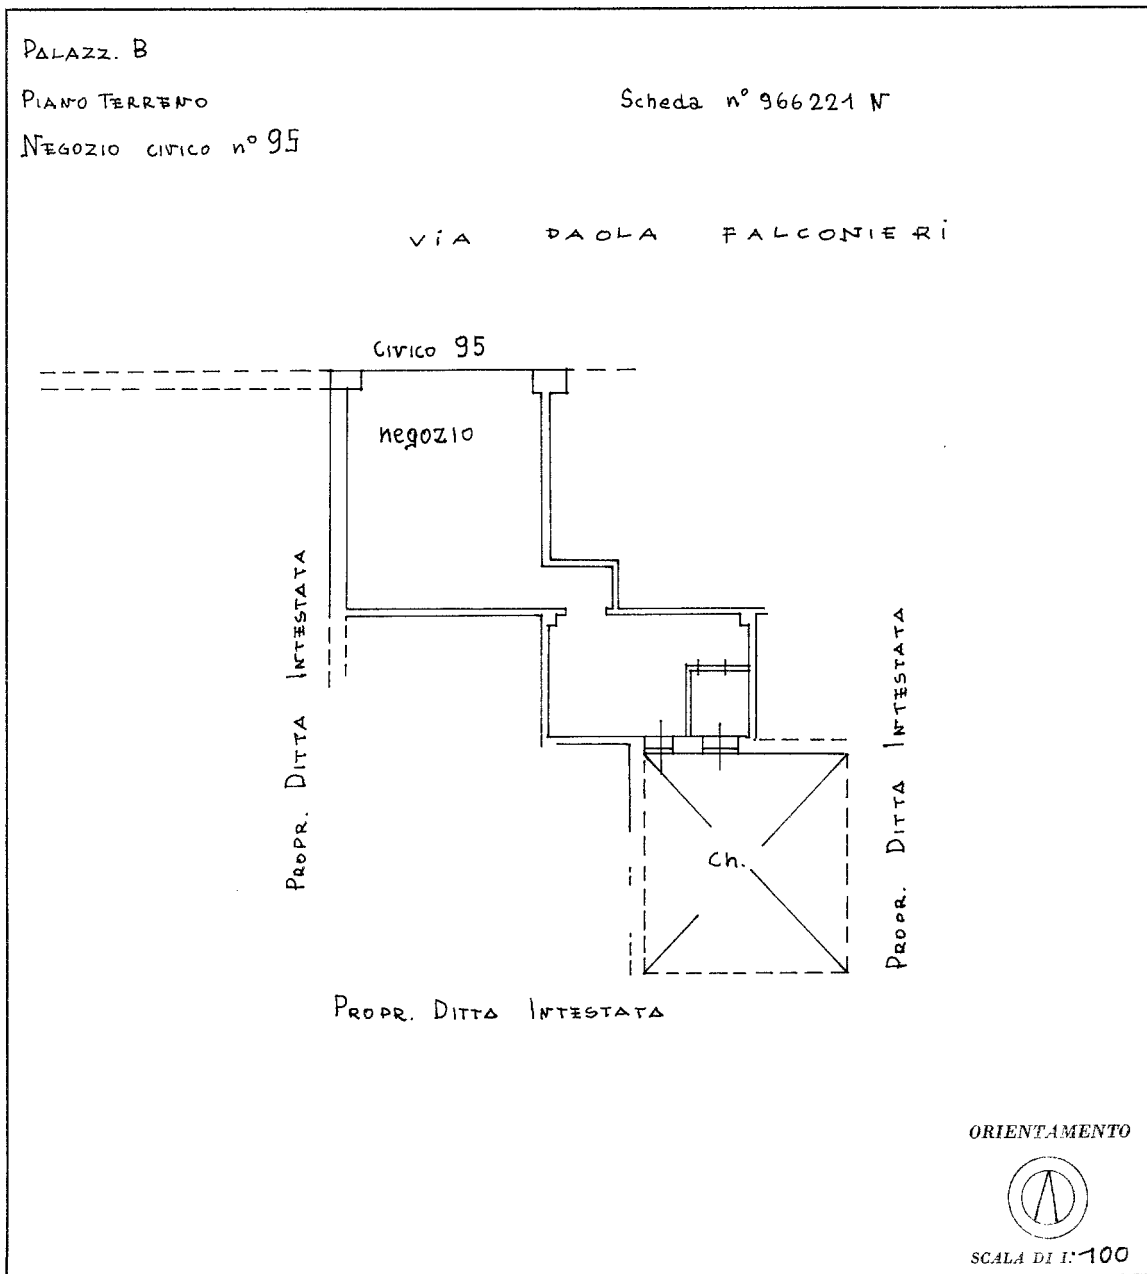 PALAZZ. B
PIANO TERRENO
Scheda n° 966221 N
NEGOZIO CIVICO n° 95
VIA PAOLA FALCONIERI
CIVICO 95
negozio
PROPR. DITTA INTESTATA
PROPR. DITTA INTESTATA
Ch.
PROPR. DITTA INTESTATA
ORIENTAMENTO
SCALA DI 1:100